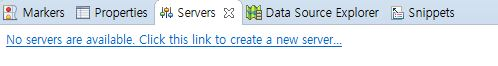 Markers Properties Servers Data Source Explorer Snippets
No servers are available. Click this link to create a new server...